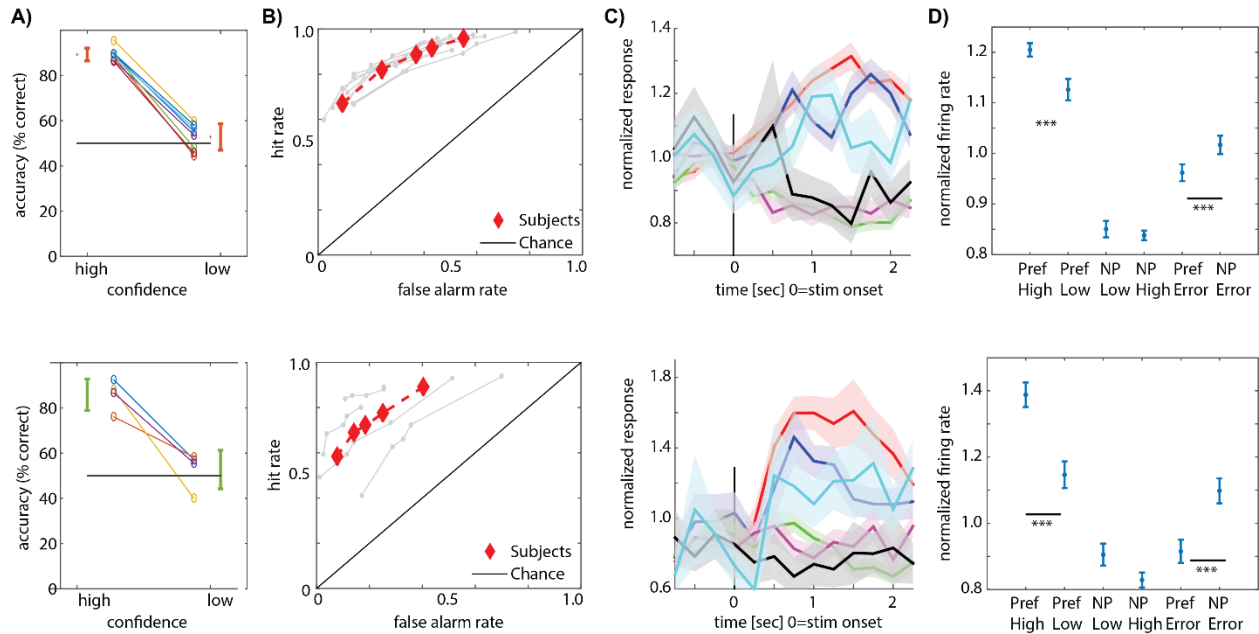 A)
B)
C)
D)
accuracy (% correct)
80
60
40
20
0
high
low
confidence
hit rate
1.0
0.5
0
0
0.5
1.0
Subjects
Chance
false alarm rate
normalized response
1.4
1.2
1.0
0.8
0
1
2
time [sec] 0=stim onset
normalized firing rate
1.2
1.1
1.0
0.9
0.8
***
***
Pref Pref NP NP Pref NP
High Low Low High Error Error
accuracy (% correct)
80
60
40
20
0
high
low
confidence
hit rate
1.0
0.5
0
0
0.5
1.0
Subjects
Chance
false alarm rate
normalized response
1.8
1.4
1.0
0.6
0
1
2
time [sec] 0=stim onset
normalized firing rate
1.4
1.2
1.0
0.8
***
***
Pref Pref NP NP Pref NP
High Low Low High Error Error